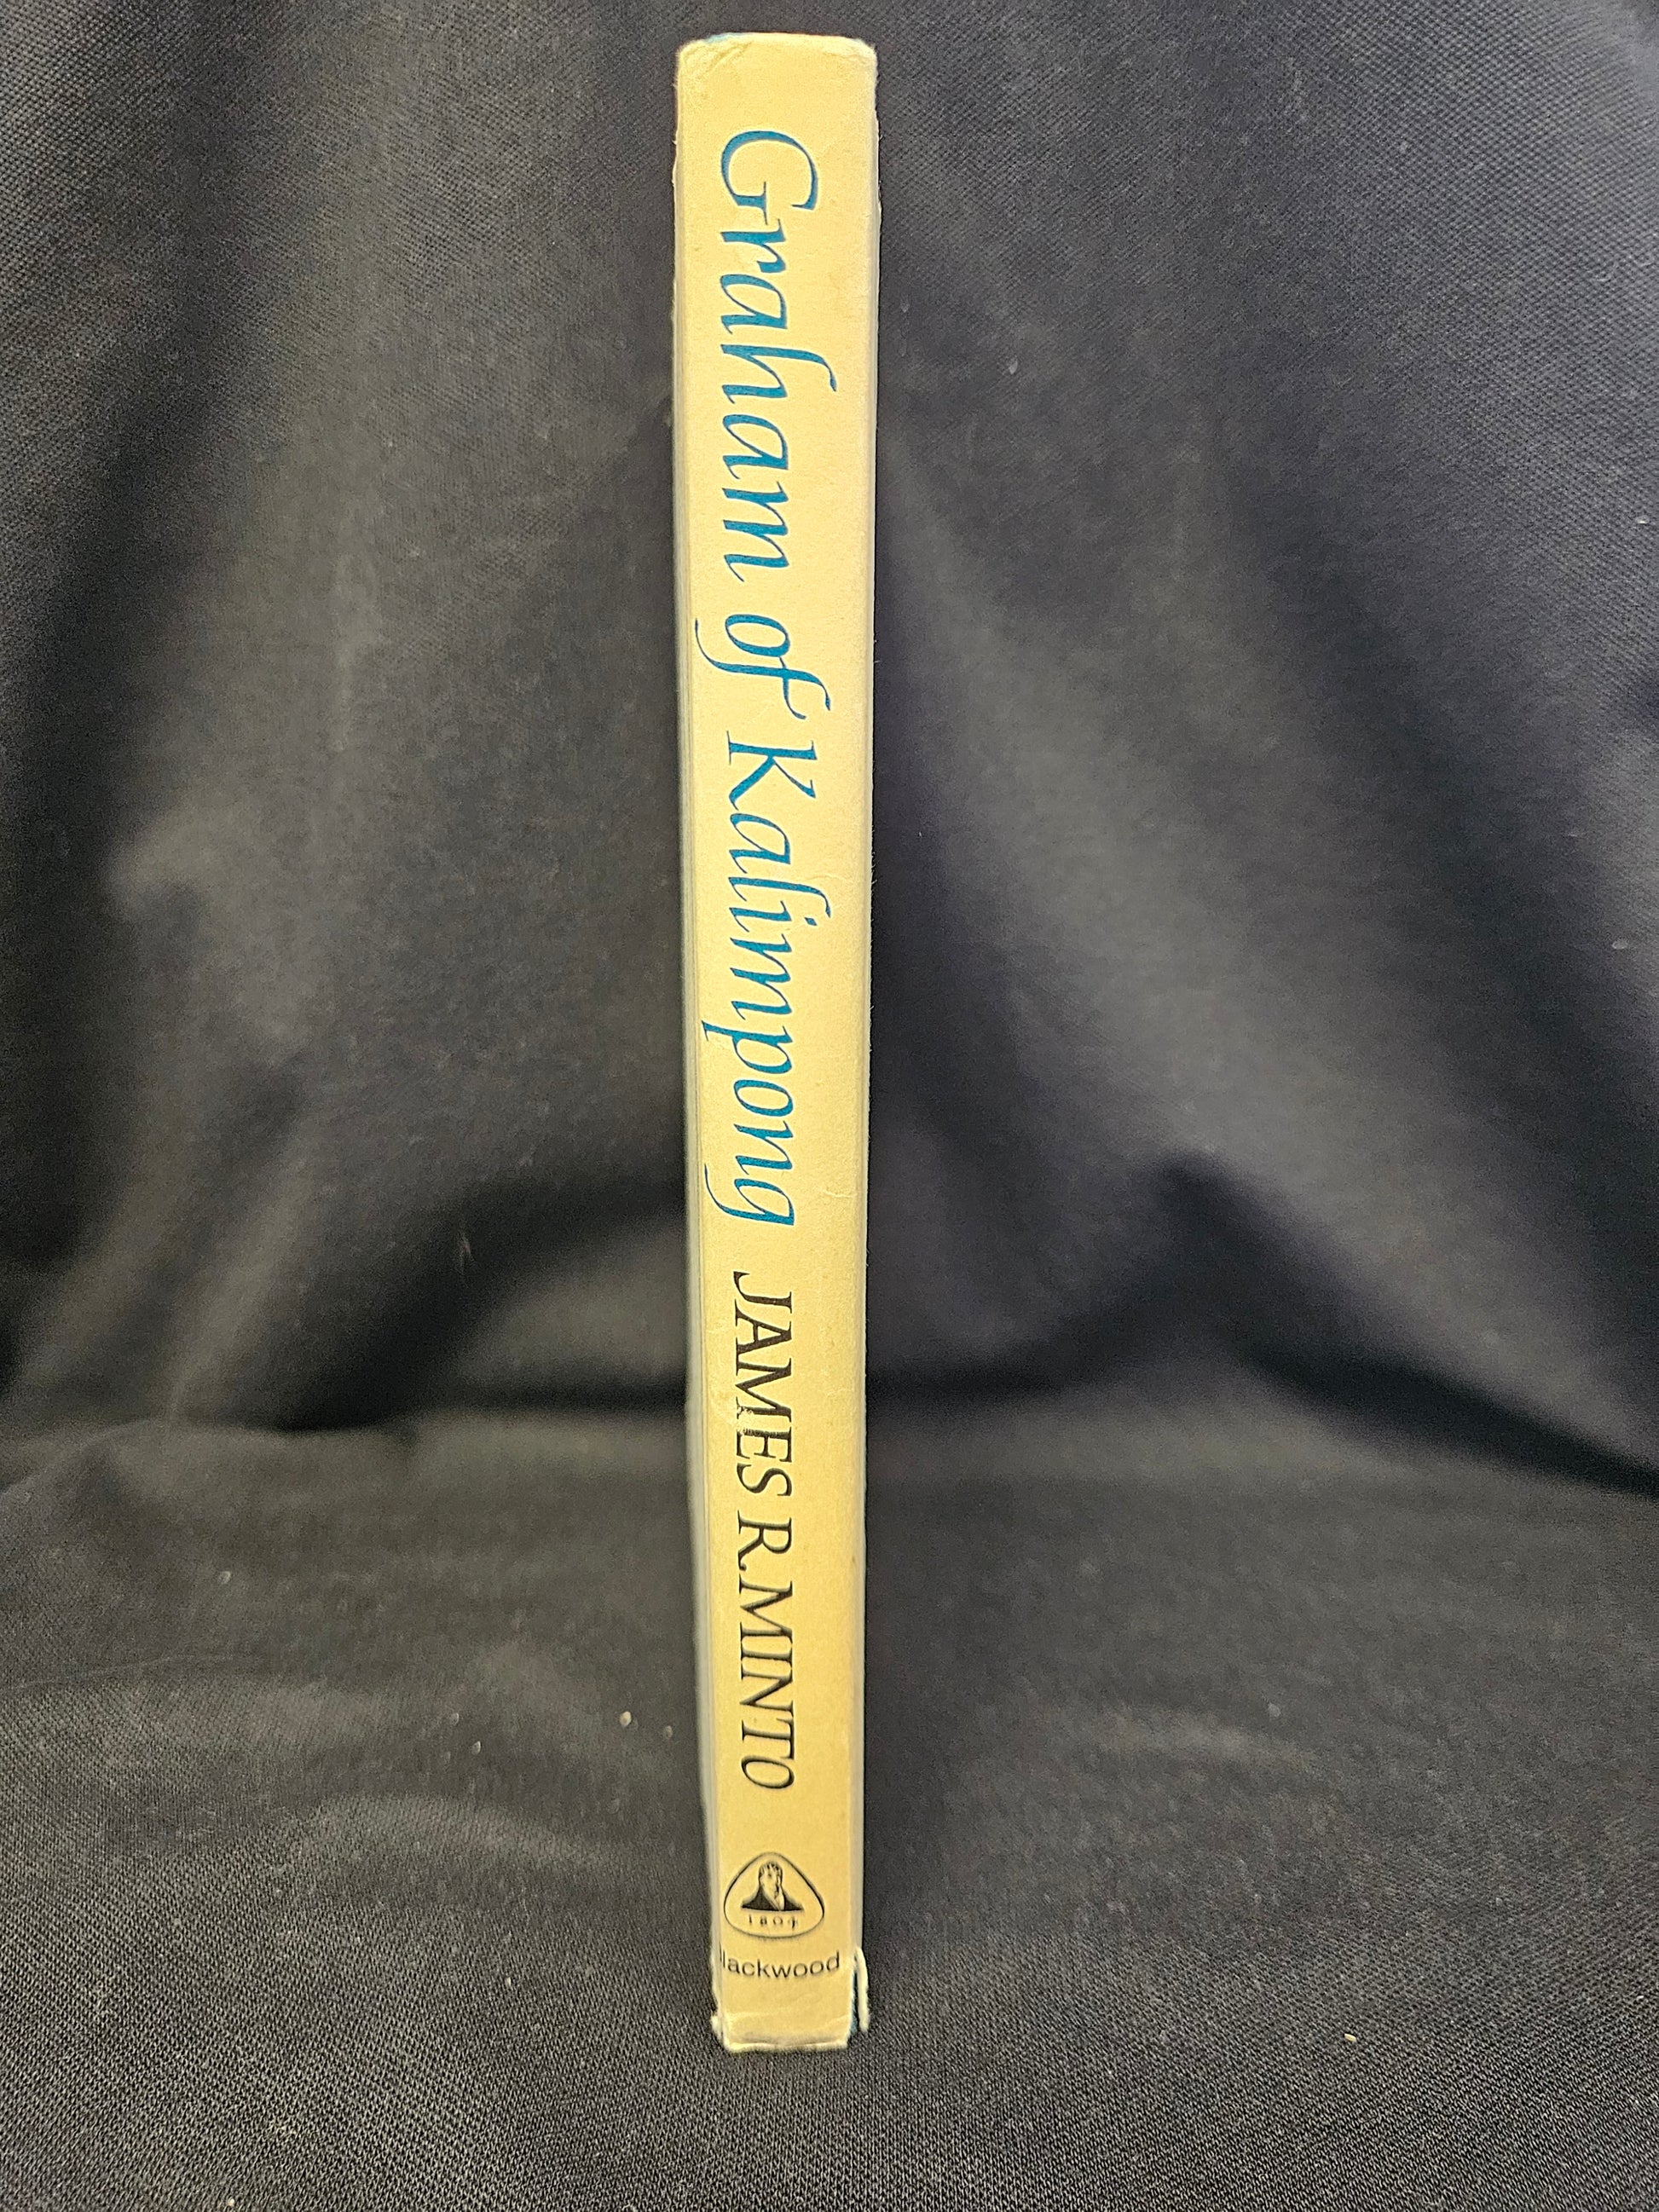 Graham of Kalimpong JAMES R. MINTO
1804
lackwood